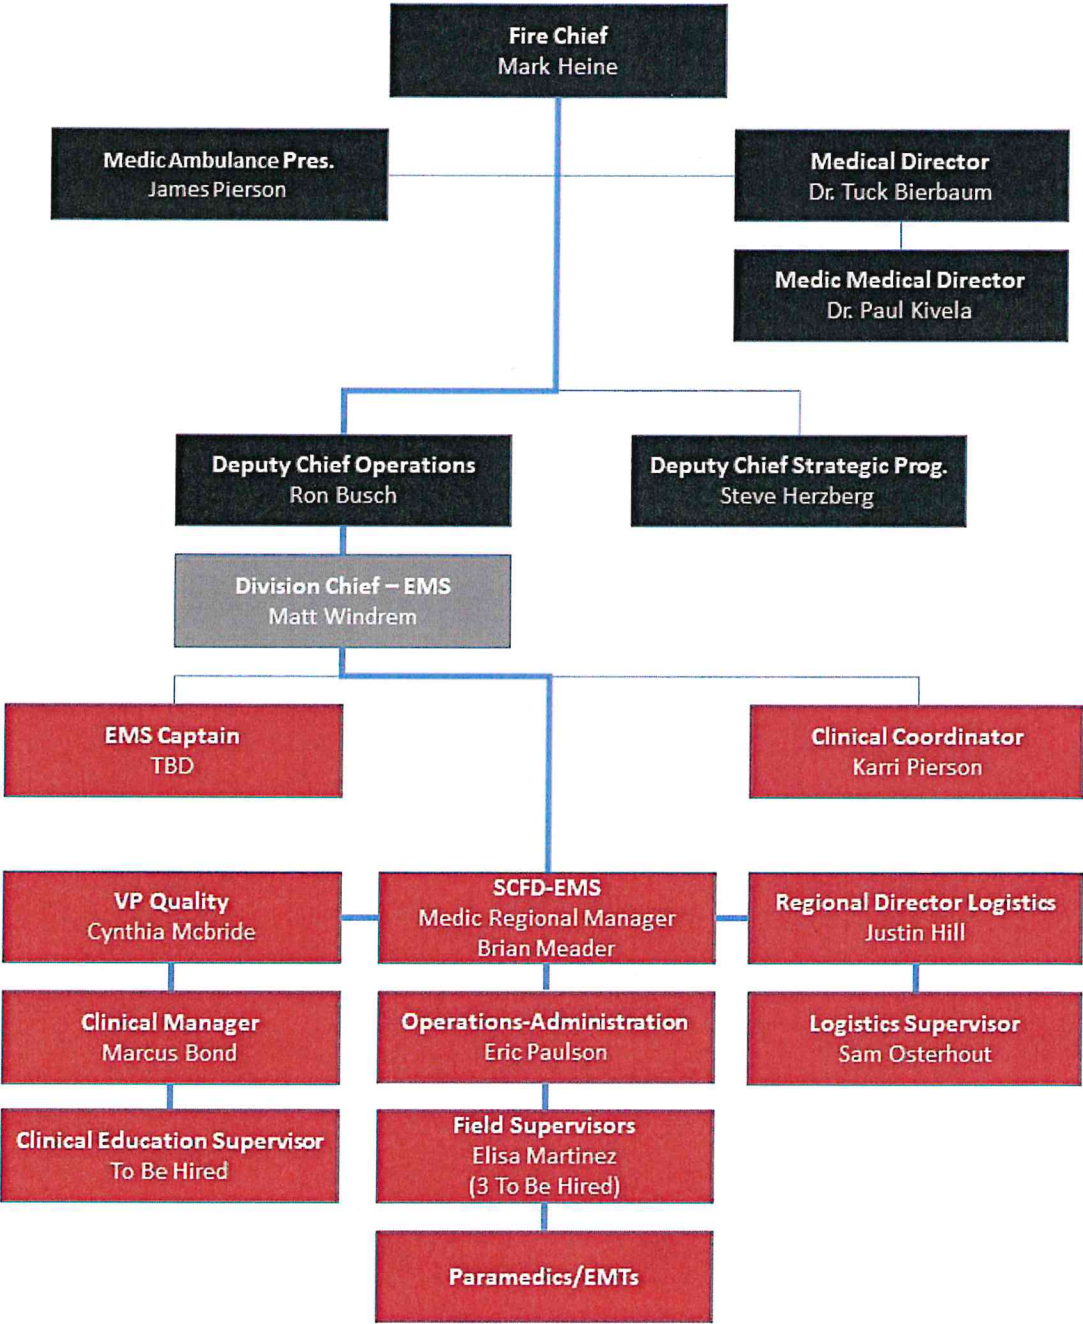 Fire Chief
Mark Heine
Medic Ambulance Pres.
James Pierson
Medical Director
Dr. Tuck Bierbaum
Medic Medical Director
Dr. Paul Kivela
Deputy Chief Operations
Ron Busch
Deputy Chief Strategic Prog.
Steve Herzberg
Division Chief – EMS
Matt Windrem
EMS Captain
TBD
Clinical Coordinator
Karri Pierson
VP Quality
Cynthia Mcbride
SCFD-EMS
Medic Regional Manager
Brian Meader
Regional Director Logistics
Justin Hill
Clinical Manager
Marcus Bond
Operations-Administration
Eric Paulson
Logistics Supervisor
Sam Osterhout
Clinical Education Supervisor
To Be Hired
Field Supervisors
Elisa Martinez
(3 To Be Hired)
Paramedics/EMTs